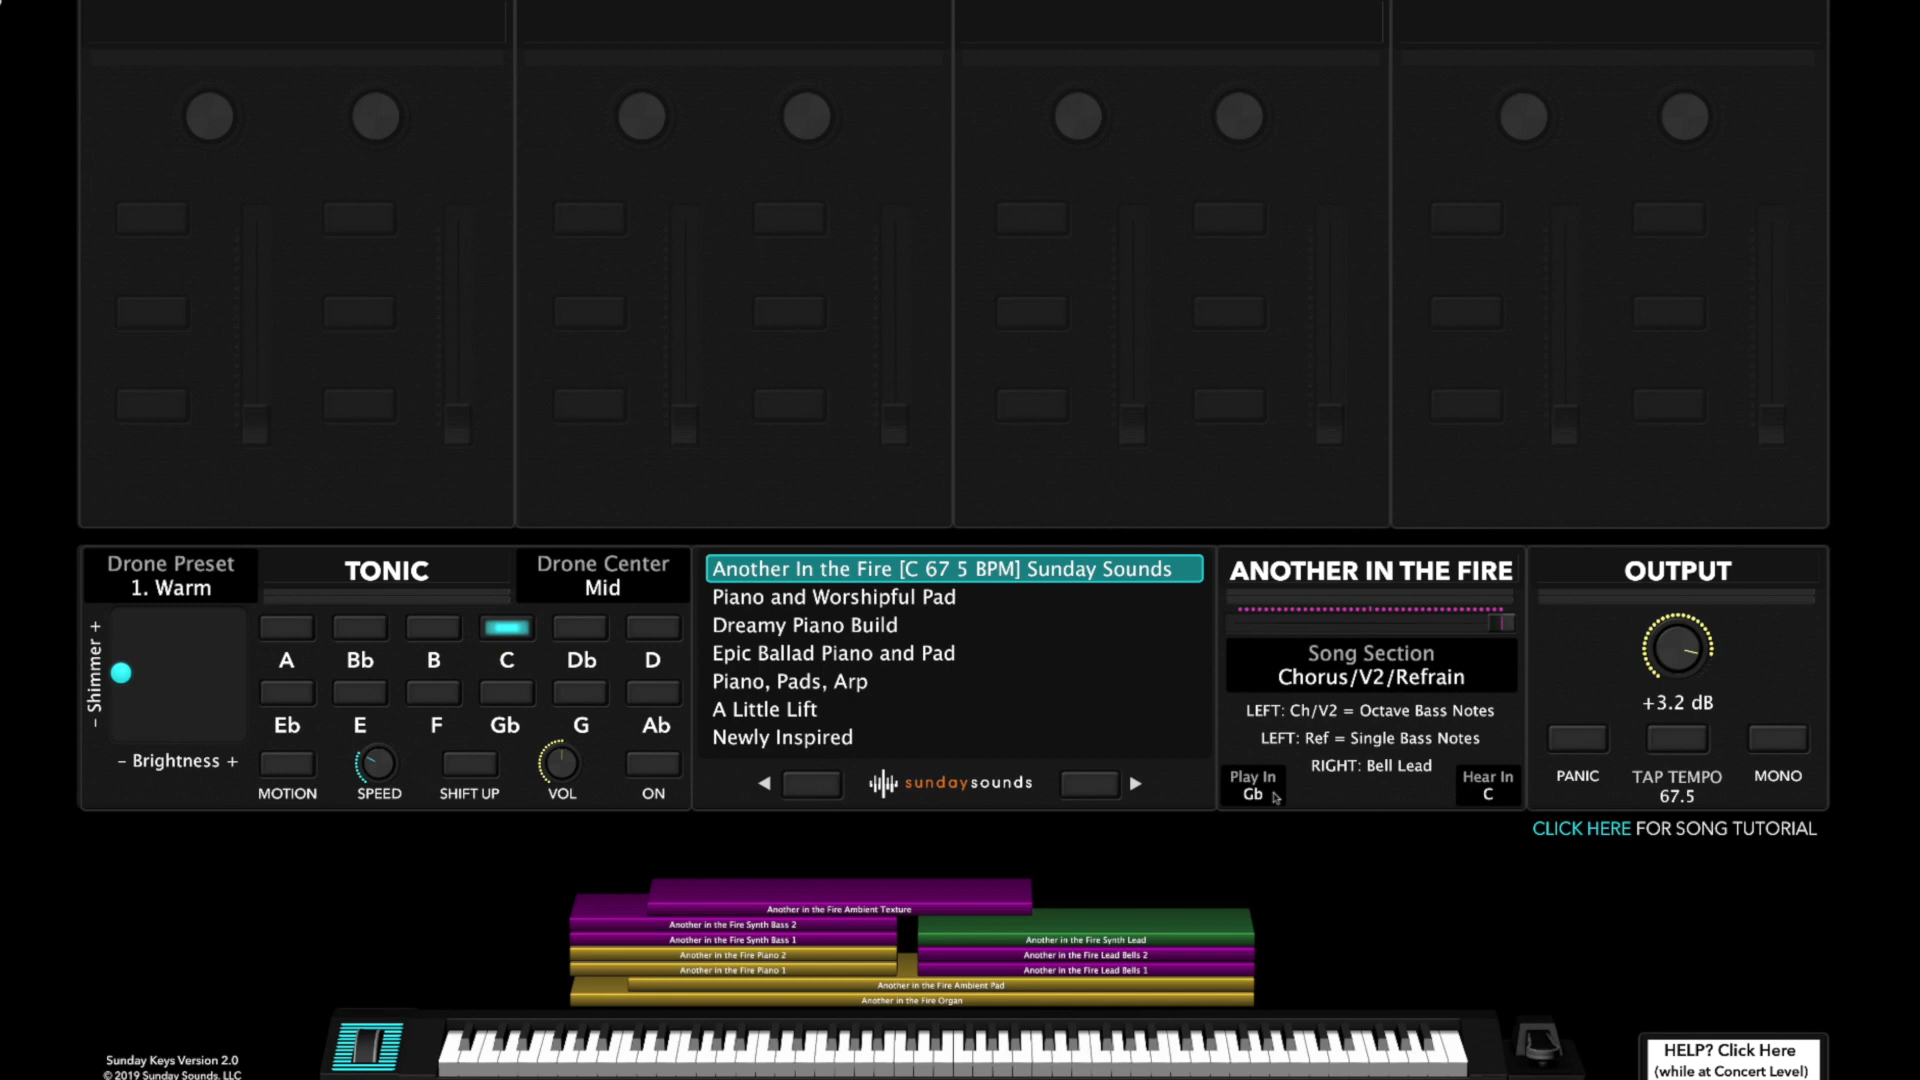 Drone Preset
1. Warm
TONIC
Drone Center
Mid
– Shimmer +
A Bb B C Db D
Eb E F Gb G Ab
– Brightness +
MOTION SPEED SHIFT UP VOL ON
Another In the Fire [C 67 5 BPM] Sunday Sounds
Piano and Worshipful Pad
Dreamy Piano Build
Epic Ballad Piano and Pad
Piano, Pads, Arp
A Little Lift
Newly Inspired
sundaysounds
ANOTHER IN THE FIRE
Song Section
Chorus/V2/Refrain
LEFT: Ch/V2 = Octave Bass Notes
LEFT: Ref = Single Bass Notes
RIGHT: Bell Lead
Play In
Gb
Hear In
C
OUTPUT
+3.2 dB
PANIC TAP TEMPO MONO
67.5
CLICK HERE FOR SONG TUTORIAL
Another in the Fire Ambient Texture
Another in the Fire Synth Bass 2
Another in the Fire Synth Bass 1
Another in the Fire Piano 2
Another in the Fire Piano 1
Another in the Fire Synth Lead
Another in the Fire Lead Bells 2
Another in the Fire Lead Bells 1
Another in the Fire Ambient Pad
Another in the Fire Organ
Sunday Keys Version 2.0
© 2019 Sunday Sounds, LLC
HELP? Click Here
(while at Concert Level)